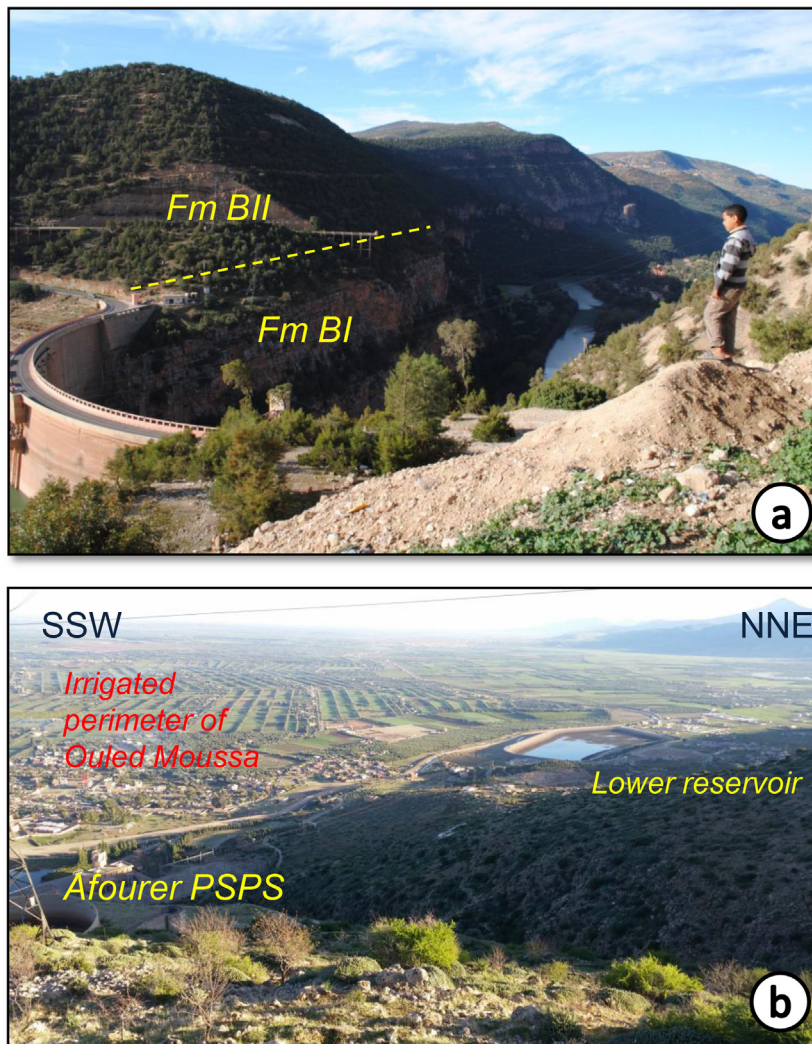 Fm BII
Fm BI
a
SSW
NNE
Irrigated
perimeter of
Ouled Moussa
Lower reservoir
Afourer PSPS
b